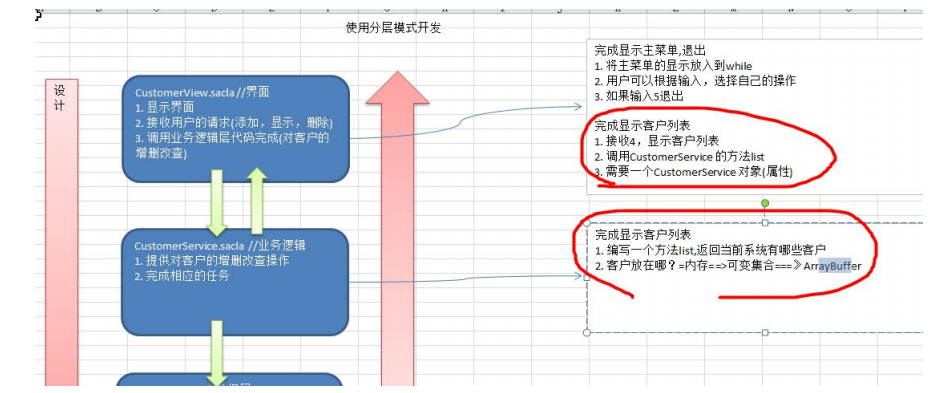 使用分层模式开发
设
计
CustomerView.sacla //界面
1. 显示界面
2. 接收用户的请求(添加，显示，删除)
3. 调用业务逻辑层代码完成(对客户的
增删改查)
完成显示主菜单,退出
1. 将主菜单的显示放入到while
2. 用户可以根据输入，选择自己的操作
3. 如果输入5退出
完成显示客户列表
1. 接收4，显示客户列表
2. 调用CustomerService 的方法list
3. 需要一个CustomerService 对象(属性)
CustomerService.sacla //业务逻辑
1. 提供对客户的增删改查操作
2. 完成相应的任务
完成显示客户列表
1. 编写一个方法list,返回当前系统有哪些客户
2. 客户放在哪？=内存==>可变集合===》ArrayBuffer